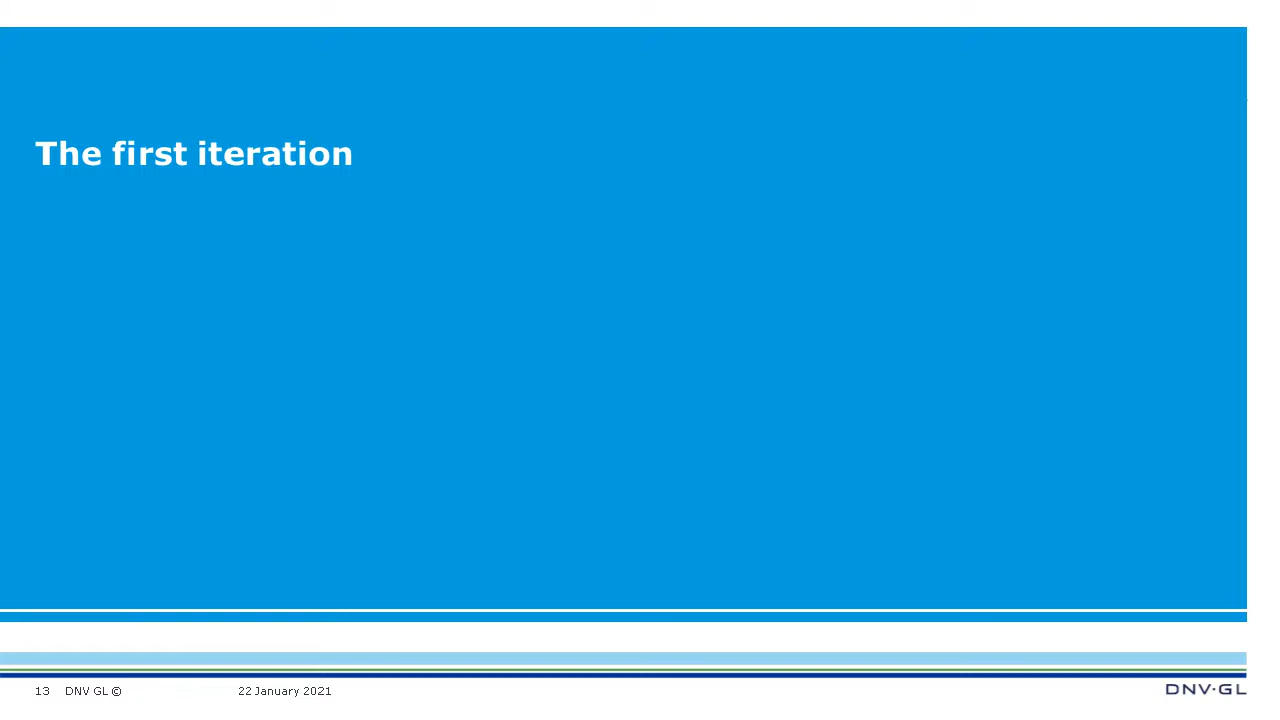 The first iteration
13 DNV GL © 22 January 2021 DNV·GL